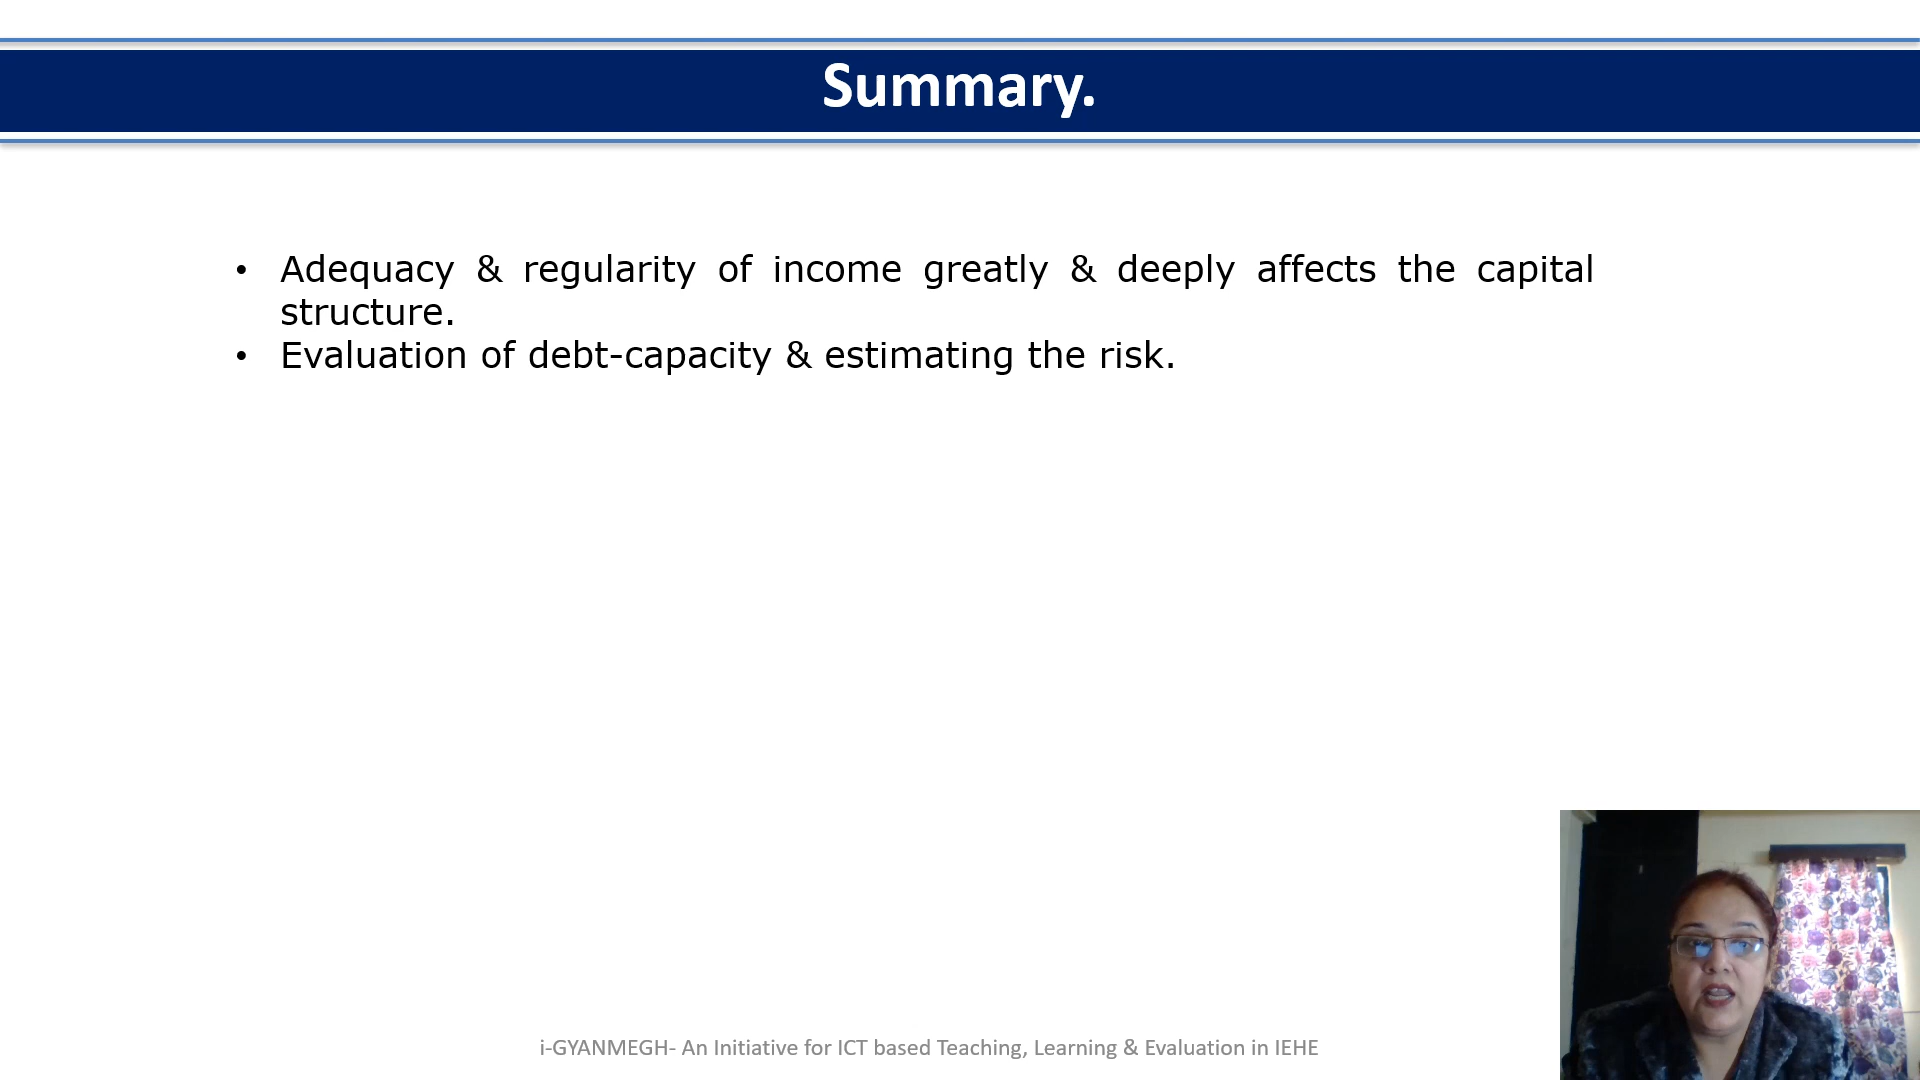 Summary.
• Adequacy & regularity of income greatly & deeply affects the capital
structure.
• Evaluation of debt-capacity & estimating the risk.
i-GYANMEGH- An Initiative for ICT based Teaching, Learning & Evaluation in IEHE